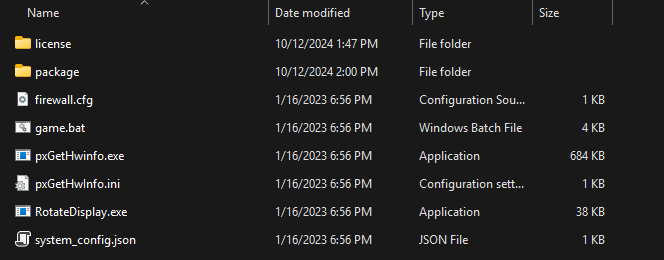 Name Date modified Type Size
license 10/12/2024 1:47 PM File folder
package 10/12/2024 2:00 PM File folder
firewall.cfg 1/16/2023 6:56 PM Configuration Sou... 1 KB
game.bat 1/16/2023 6:56 PM Windows Batch File 4 KB
pxGetHwinfo.exe 1/16/2023 6:56 PM Application 684 KB
pxGetHwInfo.ini 1/16/2023 6:56 PM Configuration sett... 1 KB
RotateDisplay.exe 1/16/2023 6:56 PM Application 38 KB
system_config.json 1/16/2023 6:56 PM JSON File 1 KB